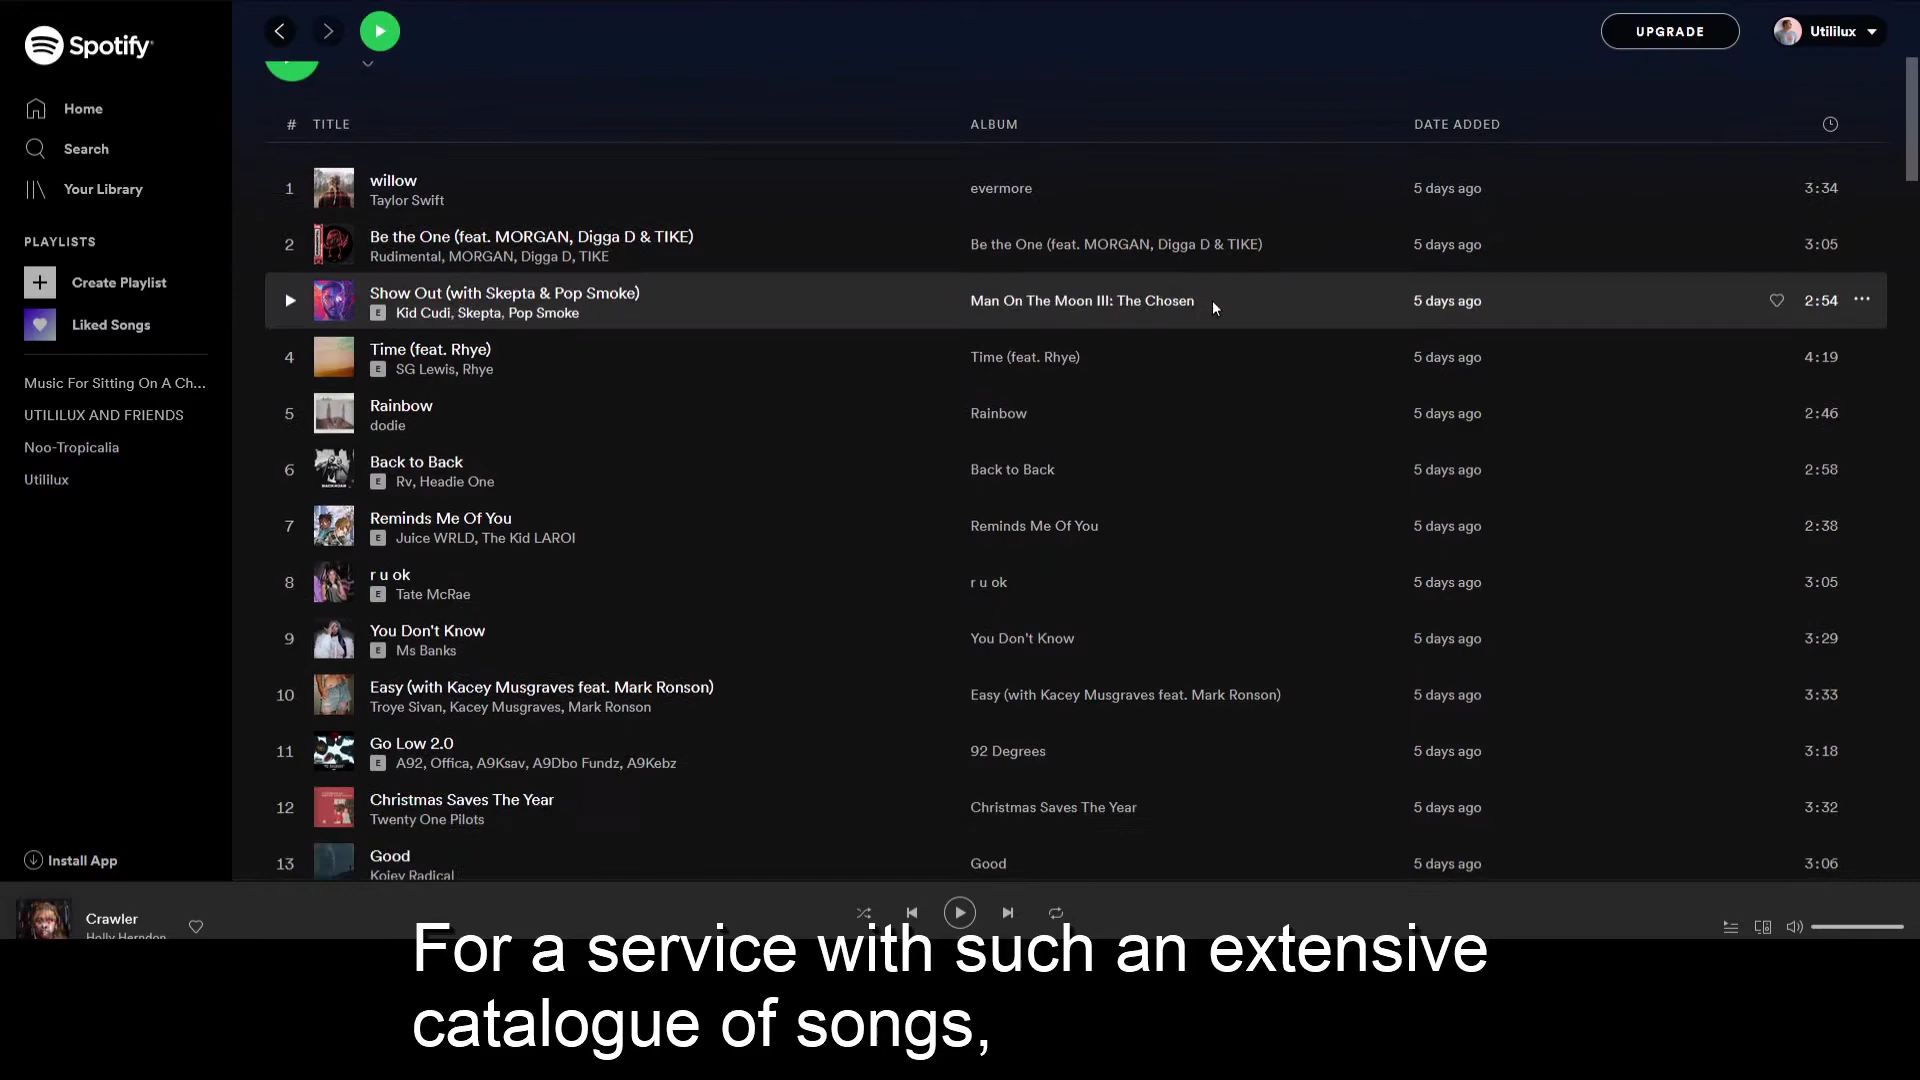 Spotify
UPGRADE
Utililux
Home
Search
Your Library
PLAYLISTS
Create Playlist
Liked Songs
Music For Sitting On A Ch...
UTILILUX AND FRIENDS
Noo-Tropicalia
Utililux
Install App
# TITLE ALBUM DATE ADDED
1 willow evermore 5 days ago 3:34
Taylor Swift
2 Be the One (feat. MORGAN, Digga D & TIKE) Be the One (feat. MORGAN, Digga D & TIKE) 5 days ago 3:05
Rudimental, MORGAN, Digga D, TIKE
Show Out (with Skepta & Pop Smoke) Man On The Moon III: The Chosen 5 days ago 2:54
E Kid Cudi, Skepta, Pop Smoke
4 Time (feat. Rhye) Time (feat. Rhye) 5 days ago 4:19
E SG Lewis, Rhye
5 Rainbow Rainbow 5 days ago 2:46
dodie
6 Back to Back Back to Back 5 days ago 2:58
E Rv, Headie One
7 Reminds Me Of You Reminds Me Of You 5 days ago 2:38
E Juice WRLD, The Kid LAROI
8 r u ok r u ok 5 days ago 3:05
E Tate McRae
9 You Don't Know You Don't Know 5 days ago 3:29
E Ms Banks
10 Easy (with Kacey Musgraves feat. Mark Ronson) Easy (with Kacey Musgraves feat. Mark Ronson) 5 days ago 3:33
Troye Sivan, Kacey Musgraves, Mark Ronson
11 Go Low 2.0 92 Degrees 5 days ago 3:18
E A92, Offica, A9Ksav, A9Dbo Fundz, A9Kebz
12 Christmas Saves The Year Christmas Saves The Year 5 days ago 3:32
Twenty One Pilots
13 Good Good 5 days ago 3:06
Kojey Radical
Crawler
Holly Herndon
For a service with such an extensive
catalogue of songs,